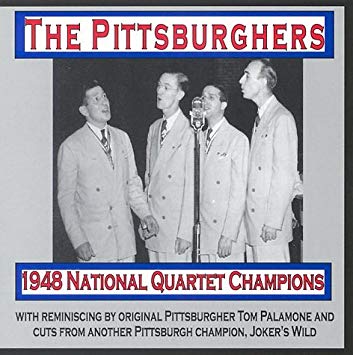 THE PITTSBURGHERS
1948 NATIONAL QUARTET CHAMPIONS
WITH REMINISCING BY ORIGINAL PITTSBURGHER TOM PALAMONE AND
CUTS FROM ANOTHER PITTSBURGH CHAMPION, JOKER'S WILD